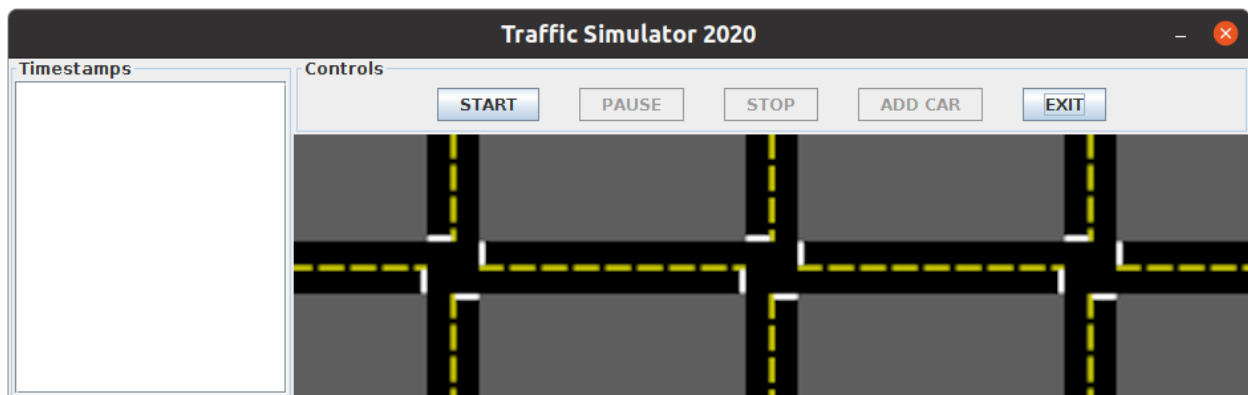 Traffic Simulator 2020
Timestamps
Controls
START PAUSE STOP ADD CAR EXIT